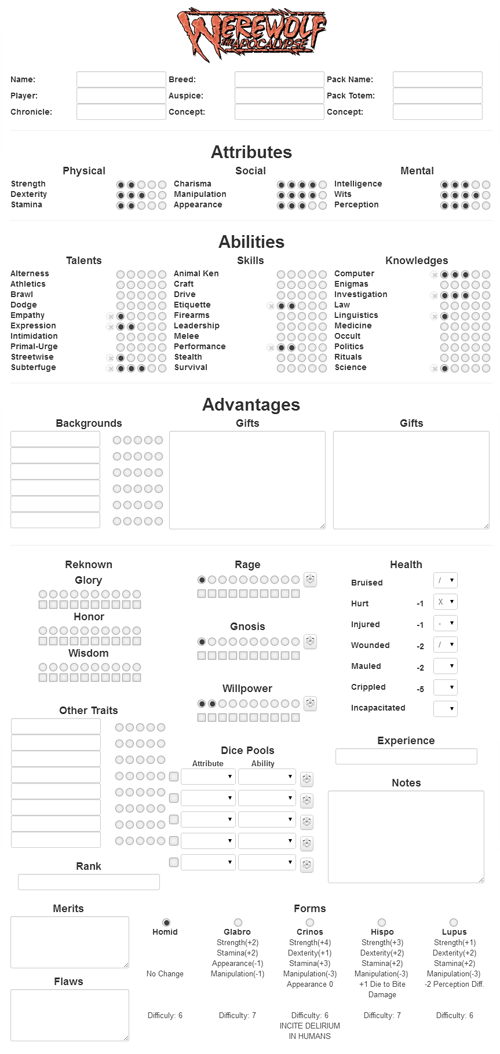 WEREWOLF
THE APOCALYPSE
Name: Breed: Pack Name:
Player: Auspice: Pack Totem:
Chronicle: Concept: Concept:
Attributes
Physical Social Mental
Strength Charisma Intelligence
Dexterity Manipulation Wits
Stamina Appearance Perception
Abilities
Talents Skills Knowledges
Alterness Animal Ken Computer
Athletics Craft Enigmas
Brawl Drive Investigation
Dodge Etiquette Law
Empathy Firearms Linguistics
Expression Leadership Medicine
Intimidation Melee Occult
Primal-Urge Performance Politics
Streetwise Stealth Rituals
Subterfuge Survival Science
Advantages
Backgrounds Gifts Gifts
Reknown Rage Health
Glory
Bruised /
Hurt -1 X
Honor Gnosis
Injured -1 -
Wounded -2 /
Wisdom
Mauled -2
Willpower
Crippled -5
Incapacitated
Other Traits
Experience
Dice Pools
Attribute Ability
Notes
Rank
Merits Forms
Homid Glabro Crinos Hispo Lupus
Strength(+2) Strength(+4) Strength(+3) Strength(+1)
Stamina(+2) Dexterity(+1) Dexterity(+2) Dexterity(+2)
Appearance(-1) Stamina(+3) Stamina(+2) Stamina(+2)
No Change Manipulation(-1) Manipulation(-3) Manipulation(-3) Manipulation(-3)
Appearance 0 +1 Die to Bite -2 Perception Diff.
Damage
Flaws
Difficuly: 6 Difficulty: 7 Difficulty: 6 Difficulty: 7 Difficulty: 6
INCITE DELIRIUM
IN HUMANS